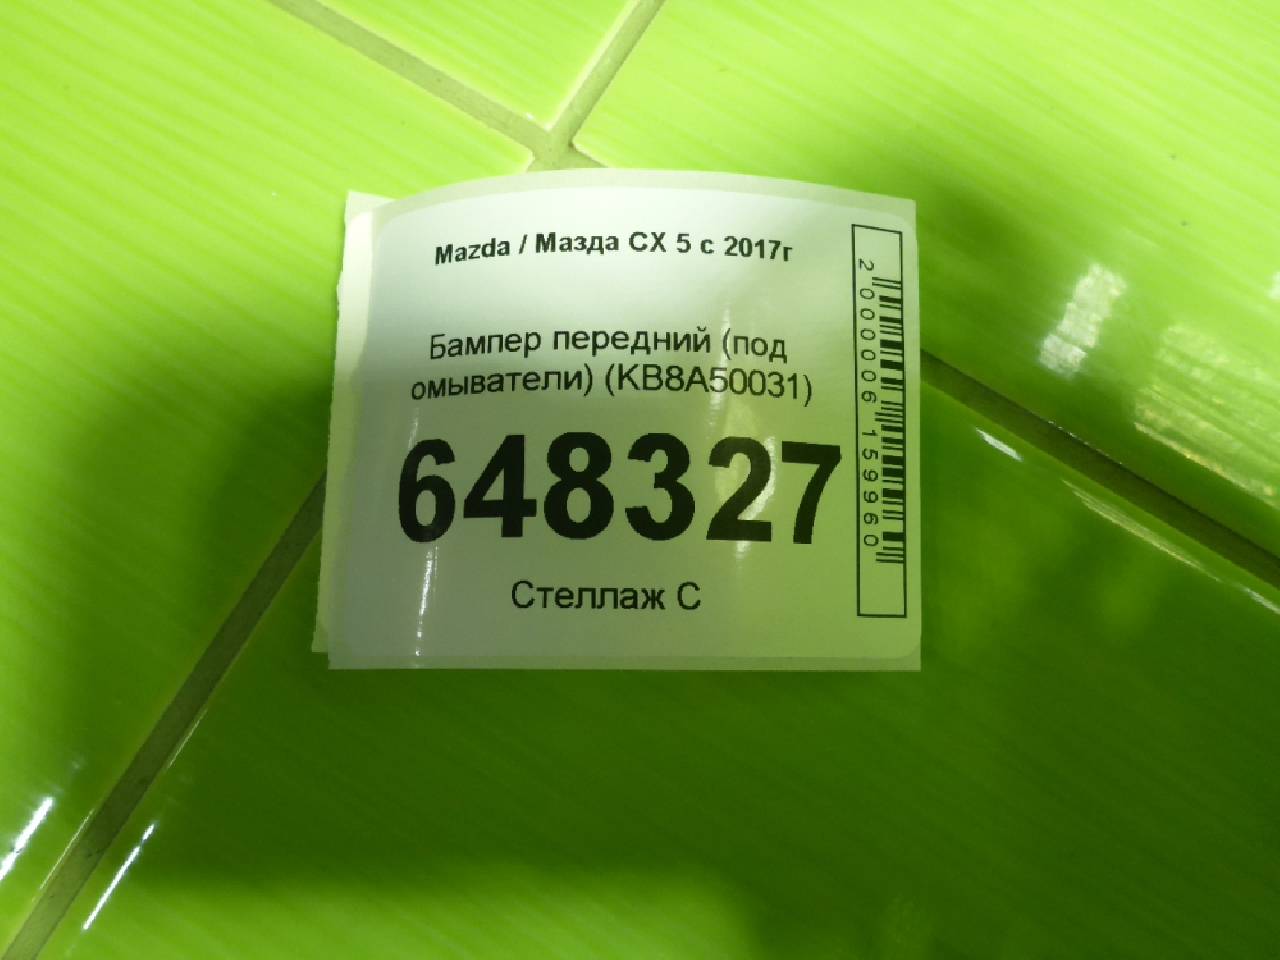 Mazda / Мазда CX 5 с 2017г
Бампер передний (под
омыватели) (KB8A50031)
648327
Стеллаж С
2000006159960